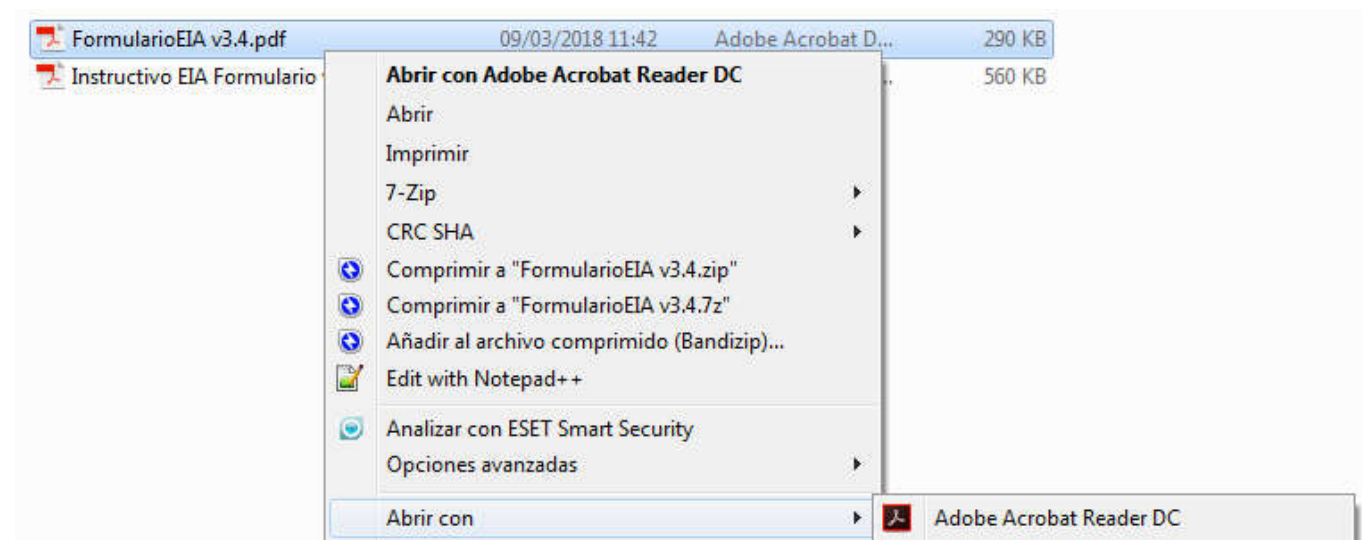 FormularioEIA v3.4.pdf 09/03/2018 11:42 Adobe Acrobat D... 290 KB
Instructivo EIA Formulario .. 560 KB
Abrir con Adobe Acrobat Reader DC
Abrir
Imprimir
7-Zip
CRC SHA
Comprimir a "FormularioEIA v3.4.zip"
Comprimir a "FormularioEIA v3.4.7z"
Añadir al archivo comprimido (Bandizip)...
Edit with Notepad++
Analizar con ESET Smart Security
Opciones avanzadas
Abrir con
Adobe Acrobat Reader DC